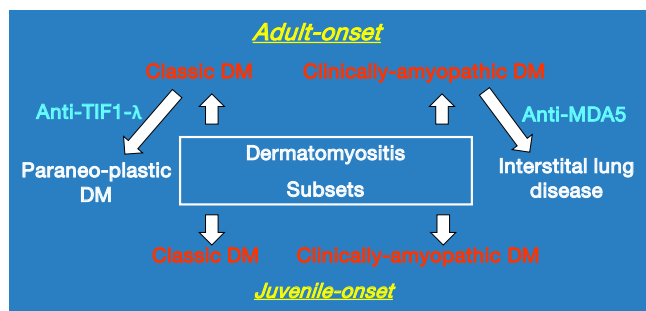 Adult-onset
Classic DM
Clinically-amyopathic DM
Anti-TIF1-λ
Anti-MDA5
Paraneo-plastic
DM
Dermatomyositis
Subsets
Interstital lung
disease
Classic DM
Clinically-amyopathic DM
Juvenile-onset